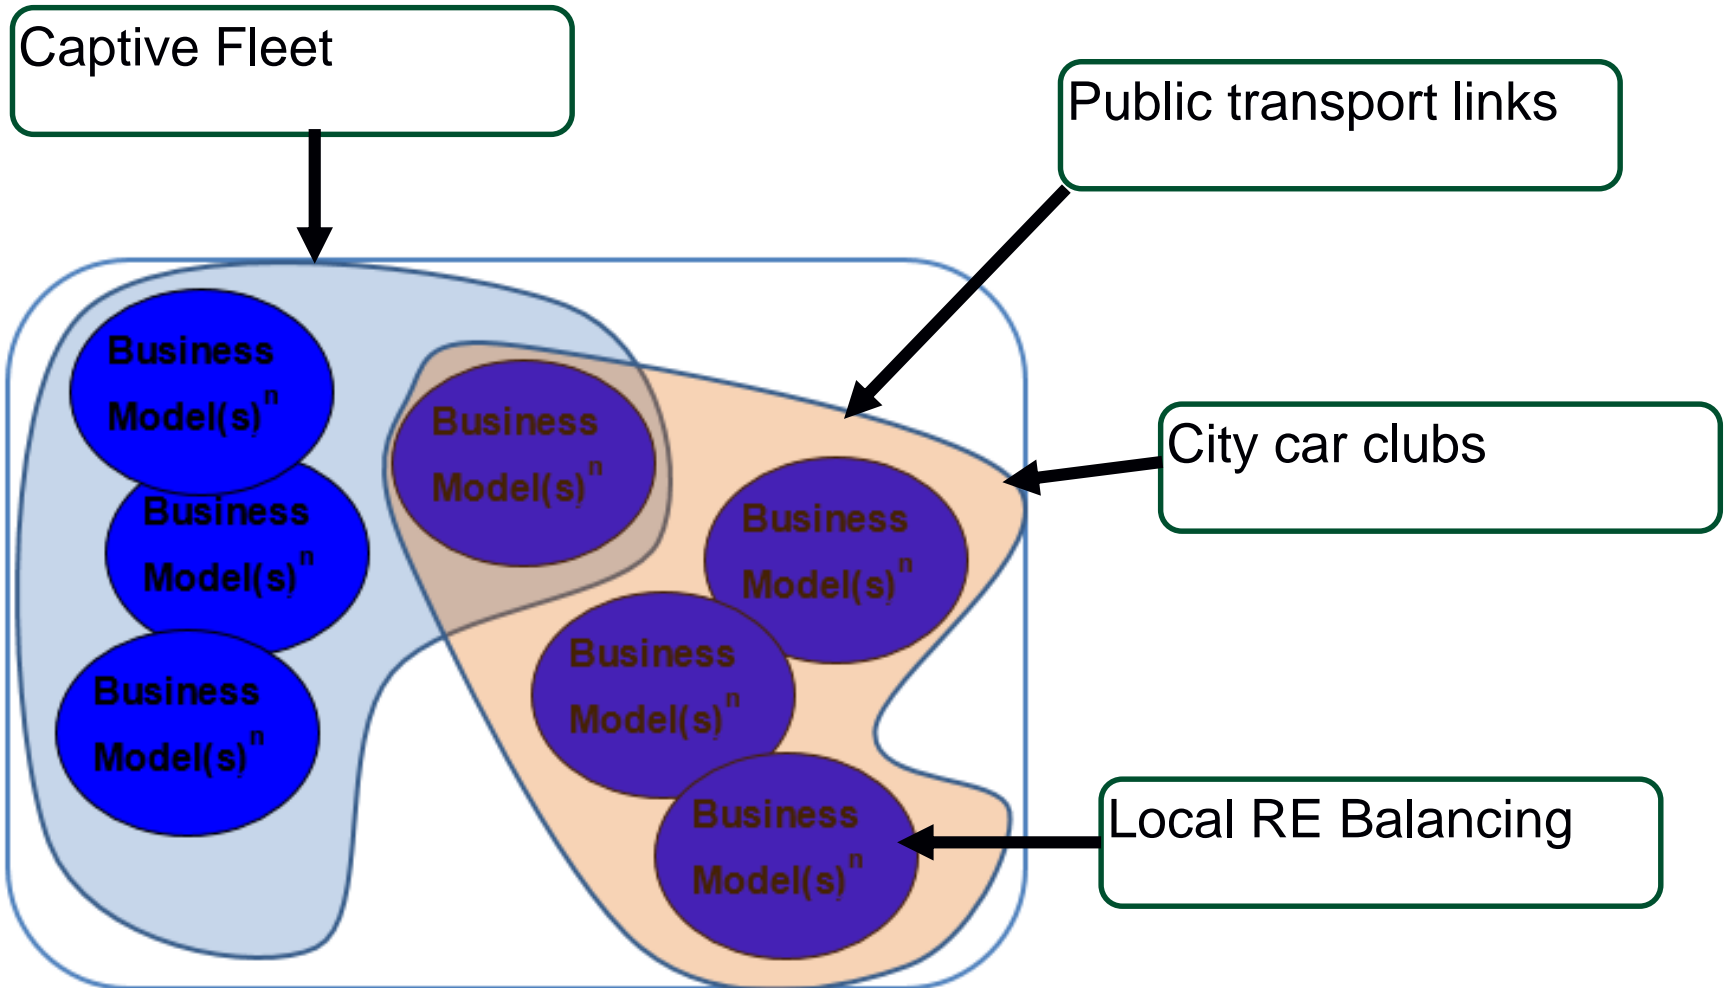 Captive Fleet
Public transport links
City car clubs
Local RE Balancing
Business
Model(s)ⁿ
Business
Model(s)ⁿ
Business
Model(s)ⁿ
Business
Model(s)ⁿ
Business
Model(s)ⁿ
Business
Model(s)ⁿ
Business
Model(s)ⁿ